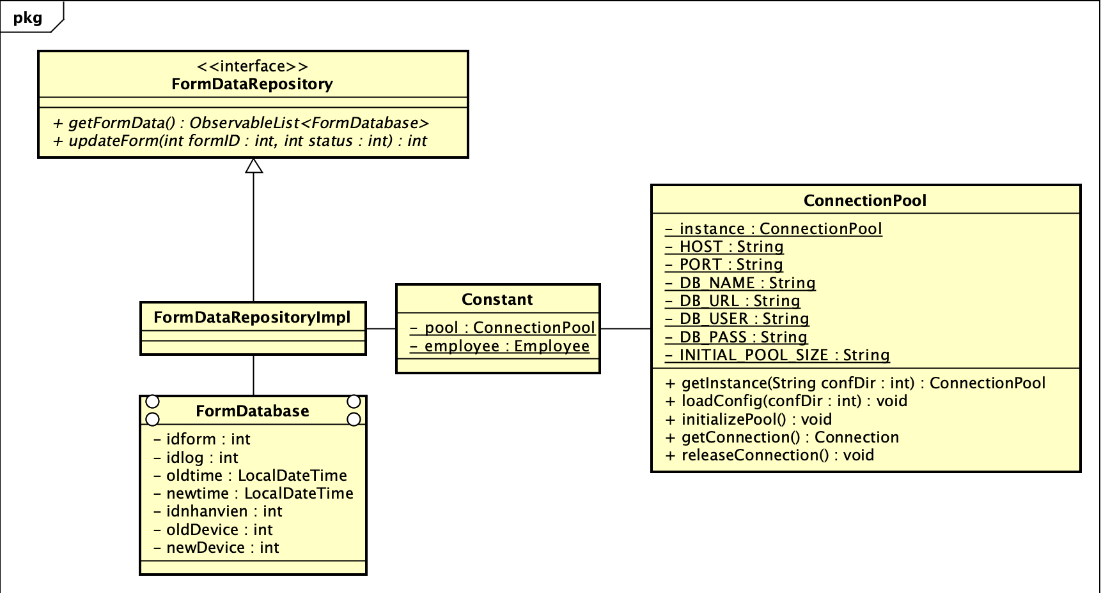 pkg
<<interface>>
FormDataRepository
+ getFormData() : ObservableList<FormDatabase>
+ updateForm(int formID : int, int status : int) : int
FormDataRepositoryImpl
FormDatabase
- idform : int
- idlog : int
- oldtime : LocalDateTime
- newtime : LocalDateTime
- idnhanvien : int
- oldDevice : int
- newDevice : int
Constant
- pool : ConnectionPool
- employee : Employee
ConnectionPool
- instance : ConnectionPool
- HOST : String
- PORT : String
- DB_NAME : String
- DB_URL : String
- DB_USER : String
- DB_PASS : String
- INITIAL_POOL_SIZE : String
+ getInstance(String confDir : int) : ConnectionPool
+ loadConfig(confDir : int) : void
+ initializePool() : void
+ getConnection() : Connection
+ releaseConnection() : void